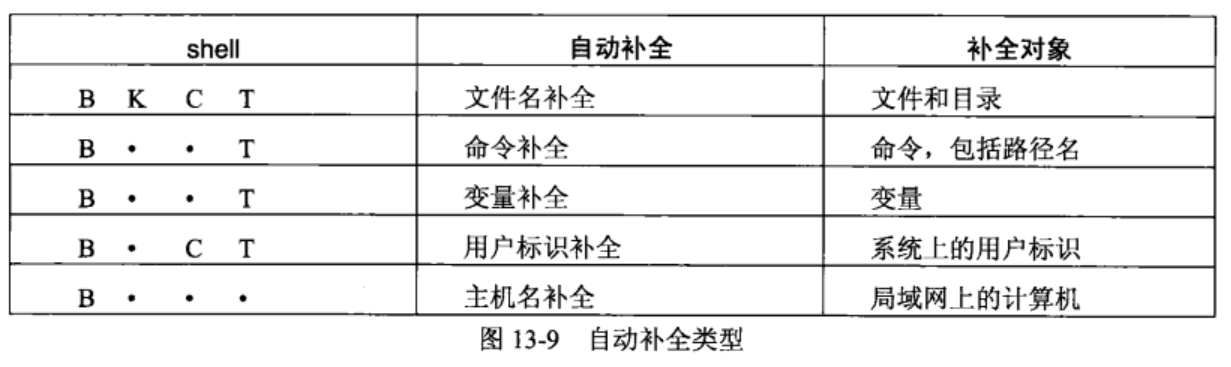 shell 自动补全 补全对象
B K C T 文件名补全 文件和目录
B · · T 命令补全 命令，包括路径名
B · · T 变量补全 变量
B · C T 用户标识补全 系统上的用户标识
B · · · 主机名补全 局域网上的计算机
图 13-9 自动补全类型